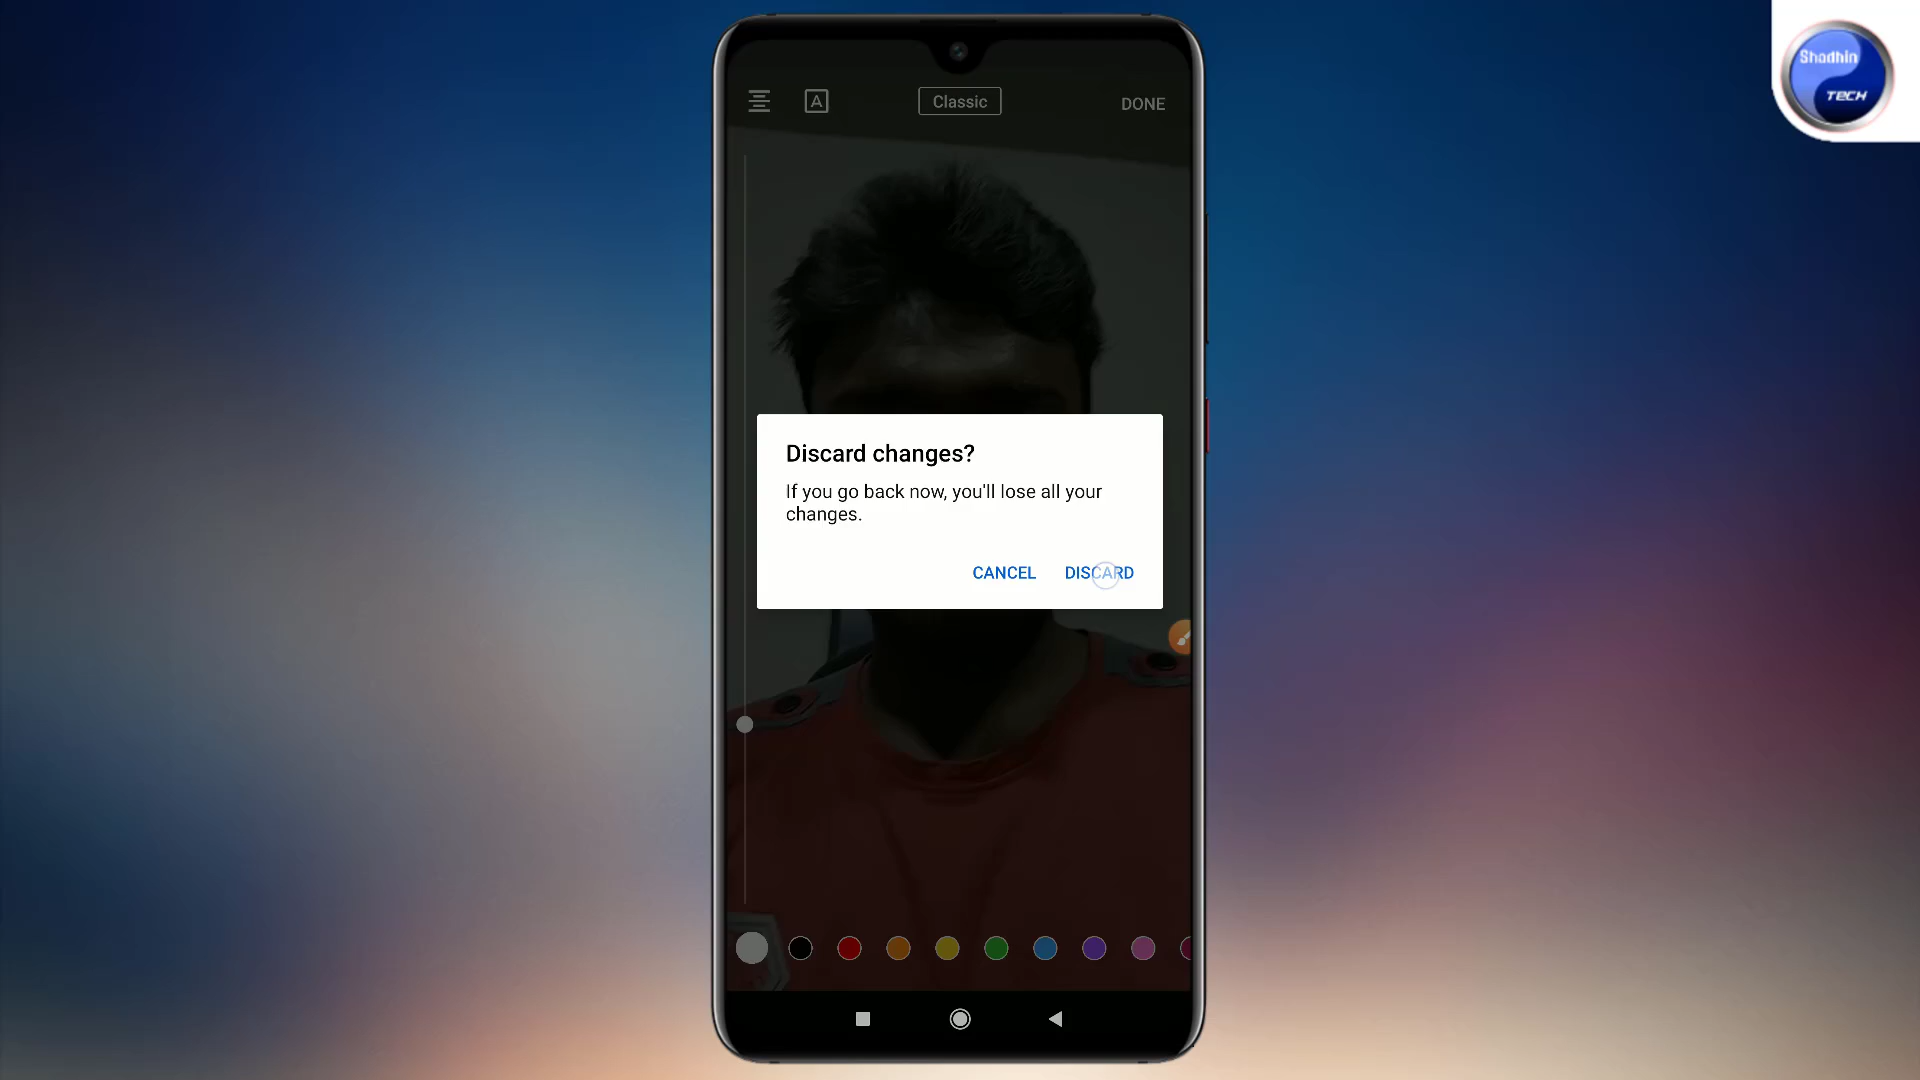 Shadhin
TECH
A
Classic
DONE
Discard changes?
If you go back now, you'll lose all your
changes.
CANCEL
DISCARD